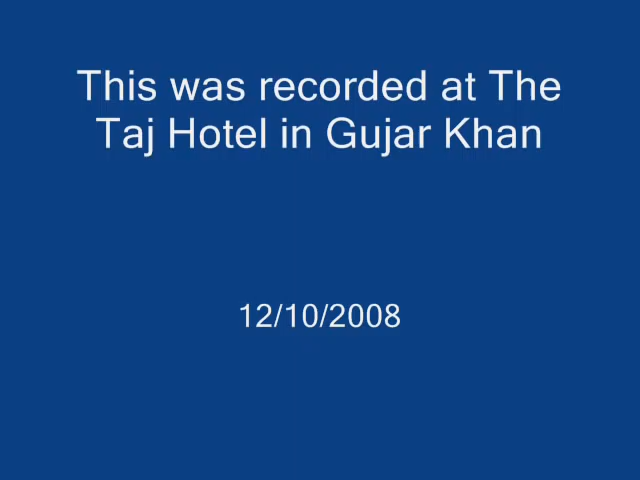 This was recorded at The
Taj Hotel in Gujar Khan
12/10/2008